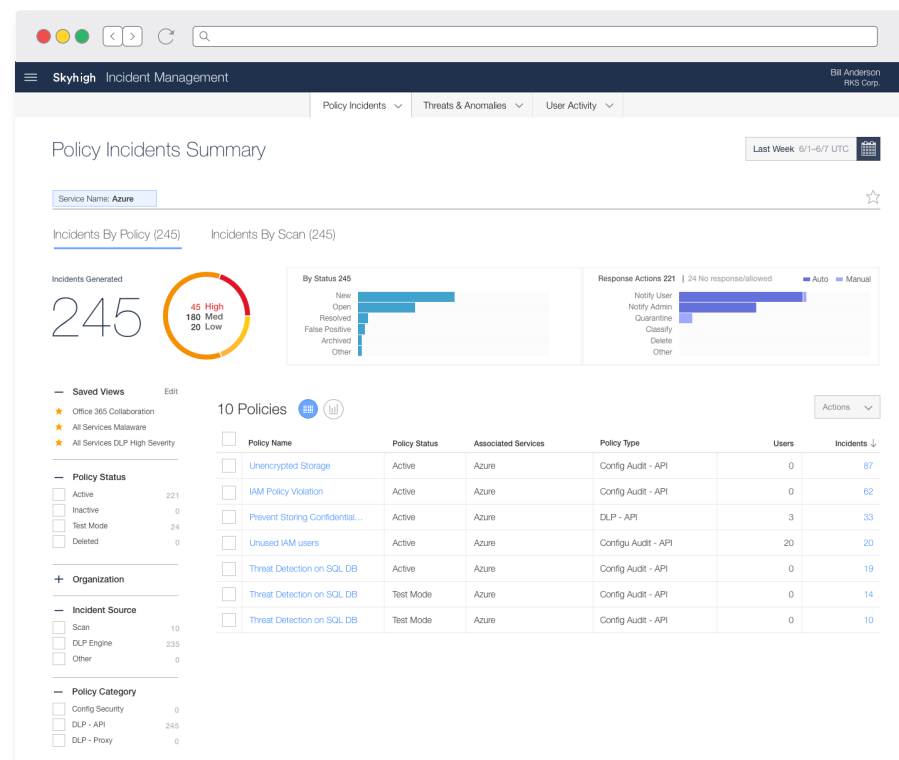 Skyhigh Incident Management
Bill Anderson
RKS Corp.
Policy Incidents
Threats & Anomalies
User Activity
Policy Incidents Summary
Last Week 6/1–6/7 UTC
Service Name: Azure
Incidents By Policy (245)
Incidents By Scan (245)
Incidents Generated
245
45 High
180 Med
20 Low
By Status 245
New
Open
Resolved
False Positive
Archived
Other
Response Actions 221 | 24 No response/allowed
Auto
Manual
Notify User
Notify Admin
Quarantine
Classify
Delete
Other
Saved Views Edit
Office 365 Collaboration
All Services Malaware
All Services DLP High Severity
Policy Status
Active 221
Inactive 0
Test Mode 24
Deleted 0
Organization
Incident Source
Scan 10
DLP Engine 235
Other 0
Policy Category
Config Security 0
DLP - API 245
DLP - Proxy 0
10 Policies
Actions
Policy Name Policy Status Associated Services Policy Type Users Incidents ↓
Unencrypted Storage Active Azure Config Audit - API 0 87
IAM Policy Violation Active Azure Config Audit - API 0 62
Prevent Storing Confidential... Active Azure DLP - API 3 33
Unused IAM users Active Azure Configu Audit - API 20 20
Threat Detection on SQL DB Active Azure Config Audit - API 0 19
Threat Detection on SQL DB Test Mode Azure Config Audit - API 0 14
Threat Detection on SQL DB Test Mode Azure Config Audit - API 0 10